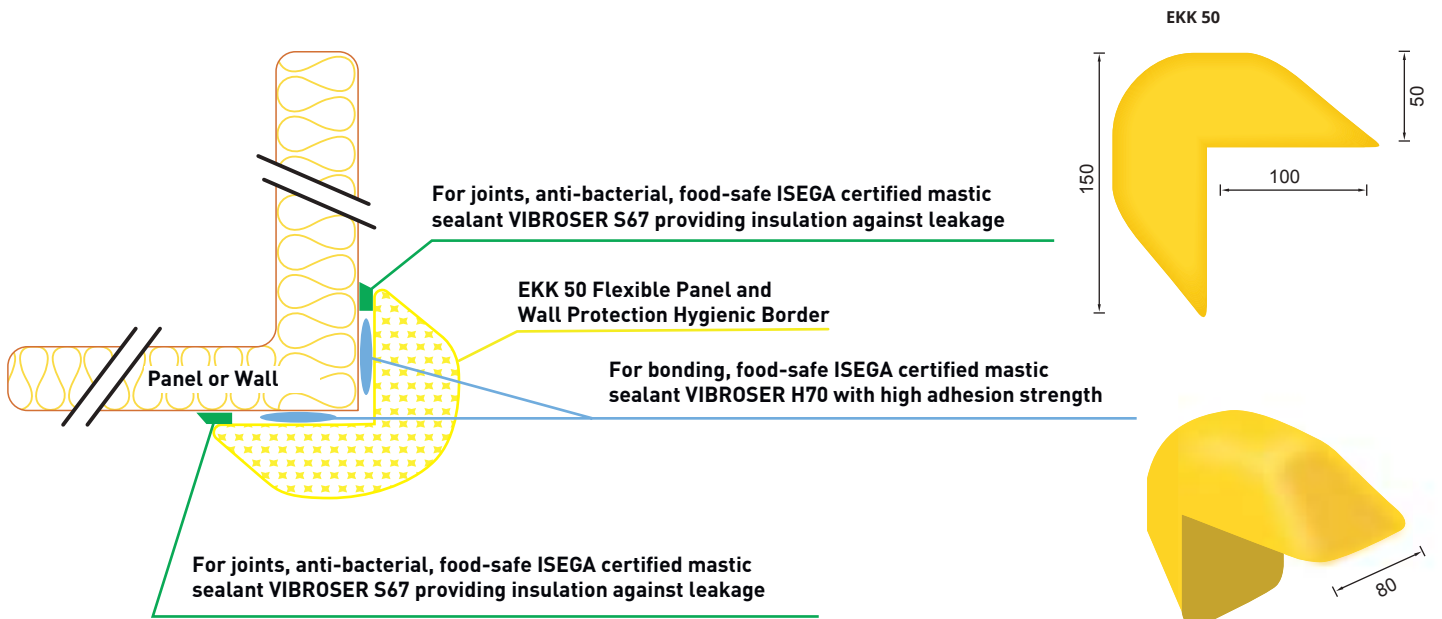 EKK 50
50
150
100
For joints, anti-bacterial, food-safe ISEGA certified mastic
sealant VIBROSER S67 providing insulation against leakage
EKK 50 Flexible Panel and
Wall Protection Hygienic Border
For bonding, food-safe ISEGA certified mastic
sealant VIBROSER H70 with high adhesion strength
Panel or Wall
For joints, anti-bacterial, food-safe ISEGA certified mastic
sealant VIBROSER S67 providing insulation against leakage
80